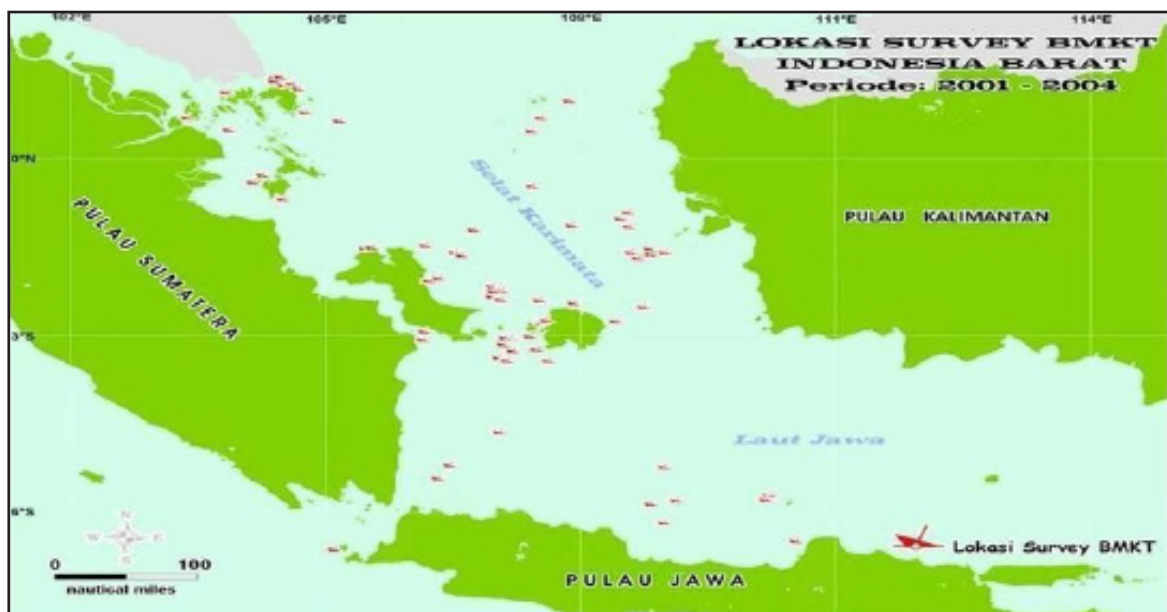 102°E 105°E 108°E 111°E 114°E
LOKASI SURVEY BMKT
INDONESIA BARAT
Periode: 2001 - 2004
0°N
Selat Karimata
PULAU SUMATERA
PULAU KALIMANTAN
3°S
Laut Jawa
6°S
N
W E
S
Lokasi Survey BMKT
0 100
nautical miles
PULAU JAWA